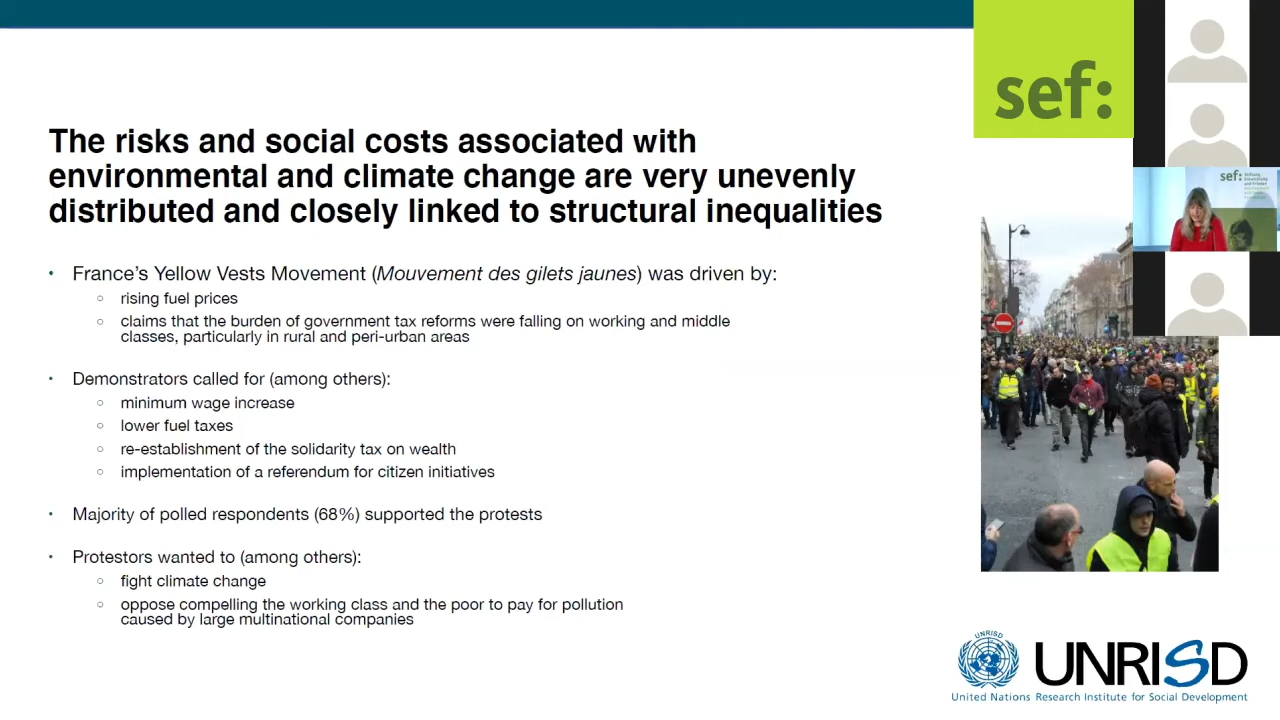 sef:
The risks and social costs associated with
environmental and climate change are very unevenly
distributed and closely linked to structural inequalities
sef:
• France's Yellow Vests Movement (Mouvement des gilets jaunes) was driven by:
○ rising fuel prices
○ claims that the burden of government tax reforms were falling on working and middle
classes, particularly in rural and peri-urban areas
• Demonstrators called for (among others):
○ minimum wage increase
○ lower fuel taxes
○ re-establishment of the solidarity tax on wealth
○ implementation of a referendum for citizen initiatives
• Majority of polled respondents (68%) supported the protests
• Protestors wanted to (among others):
○ fight climate change
○ oppose compelling the working class and the poor to pay for pollution
caused by large multinational companies
UNRISD
UNRISD
United Nations Research Institute for Social Development